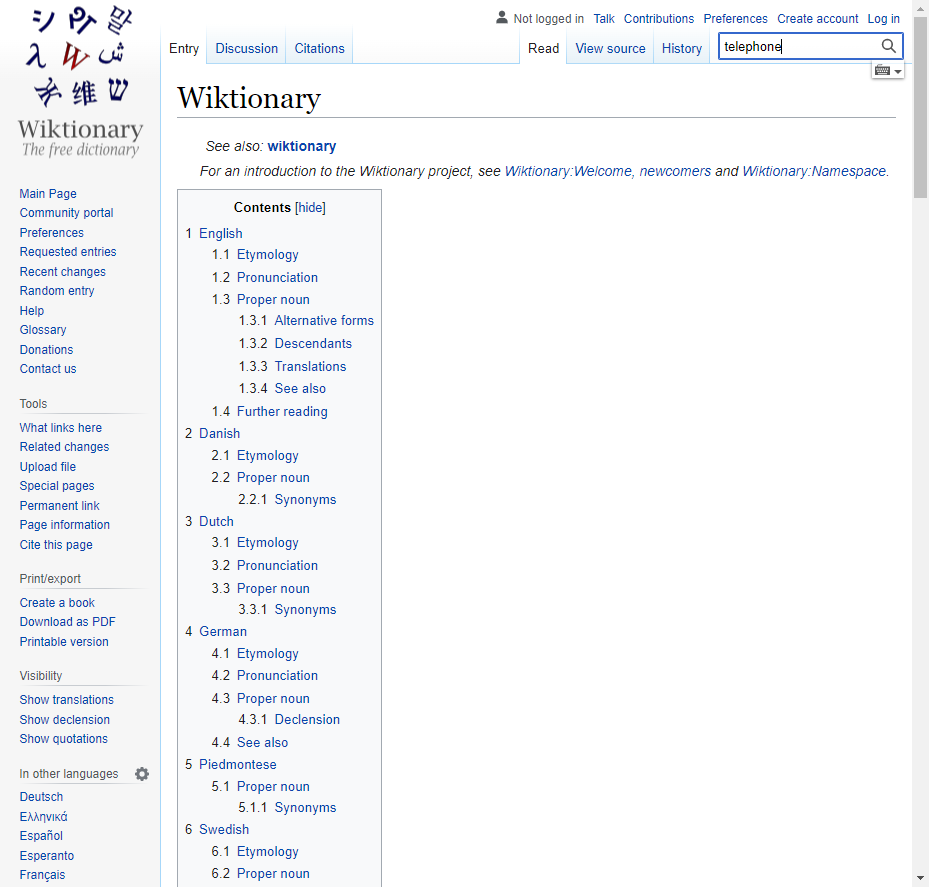 Not logged in Talk Contributions Preferences Create account Log in
Entry Discussion Citations Read View source History telephone
Wiktionary
The free dictionary
Wiktionary
See also: wiktionary
For an introduction to the Wiktionary project, see Wiktionary:Welcome, newcomers and Wiktionary:Namespace.
Main Page
Community portal
Preferences
Requested entries
Recent changes
Random entry
Help
Glossary
Donations
Contact us
Tools
What links here
Related changes
Upload file
Special pages
Permanent link
Page information
Cite this page
Print/export
Create a book
Download as PDF
Printable version
Visibility
Show translations
Show declension
Show quotations
In other languages
Deutsch
Ελληνικά
Español
Esperanto
Français
Contents [hide]
1 English
1.1 Etymology
1.2 Pronunciation
1.3 Proper noun
1.3.1 Alternative forms
1.3.2 Descendants
1.3.3 Translations
1.3.4 See also
1.4 Further reading
2 Danish
2.1 Etymology
2.2 Proper noun
2.2.1 Synonyms
3 Dutch
3.1 Etymology
3.2 Pronunciation
3.3 Proper noun
3.3.1 Synonyms
4 German
4.1 Etymology
4.2 Pronunciation
4.3 Proper noun
4.3.1 Declension
4.4 See also
5 Piedmontese
5.1 Proper noun
5.1.1 Synonyms
6 Swedish
6.1 Etymology
6.2 Proper noun